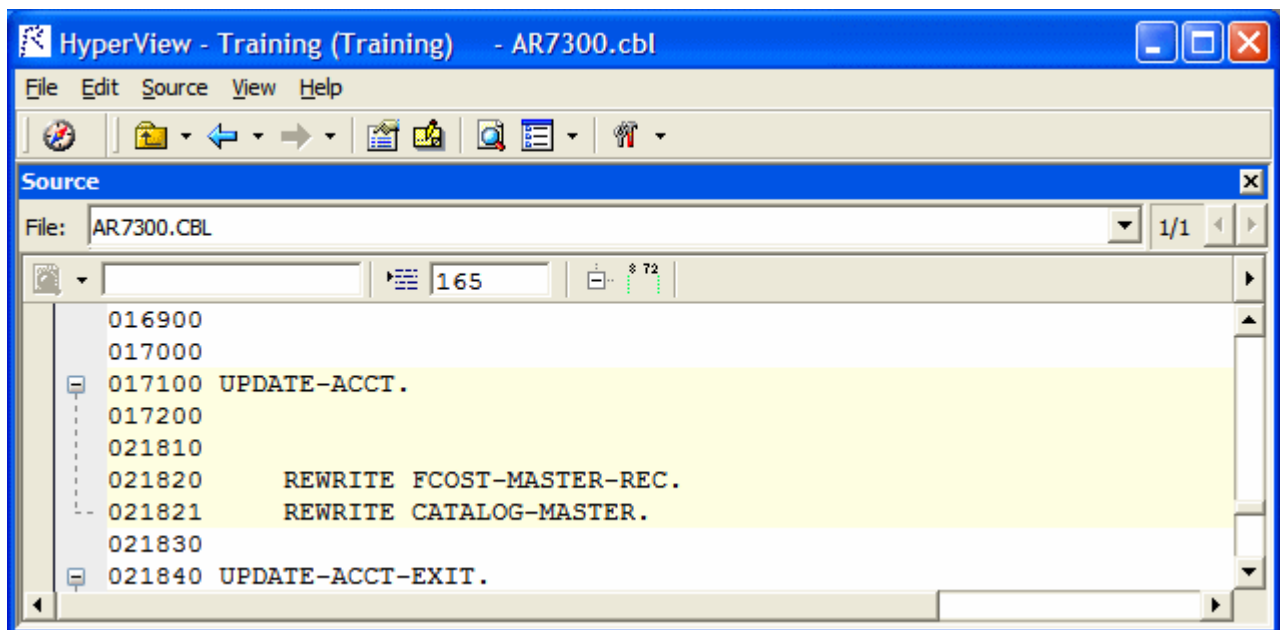 HyperView - Training (Training) - AR7300.cbl
File Edit Source View Help
Source
File: AR7300.CBL 1/1
165 8 72
016900
017000
017100 UPDATE-ACCT.
017200
021810
021820 REWRITE FCOST-MASTER-REC.
021821 REWRITE CATALOG-MASTER.
021830
021840 UPDATE-ACCT-EXIT.